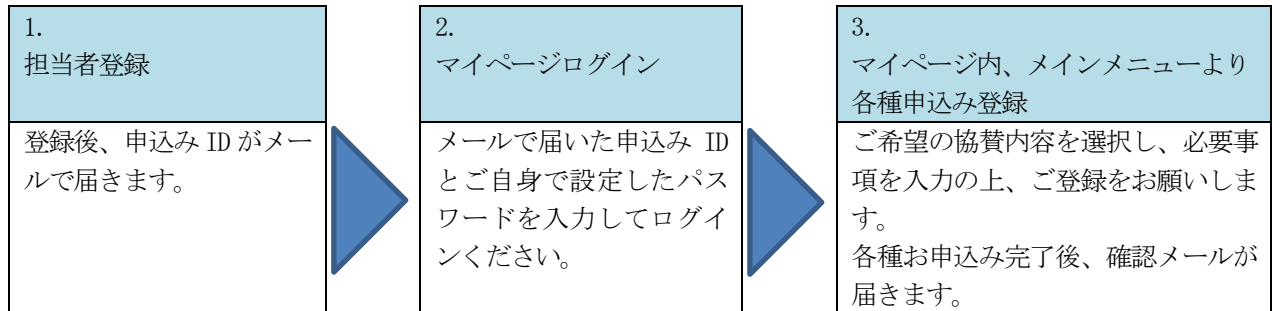 1.
担当者登録
登録後、申込み ID がメー
ルで届きます。
2.
マイページログイン
メールで届いた申込み ID
とご自身で設定したパス
ワードを入力してログイ
ンください。
3.
マイページ内、メインメニューより
各種申込み登録
ご希望の協賛内容を選択し、必要事
項を入力の上、ご登録をお願いしま
す。
各種お申込み完了後、確認メールが
届きます。